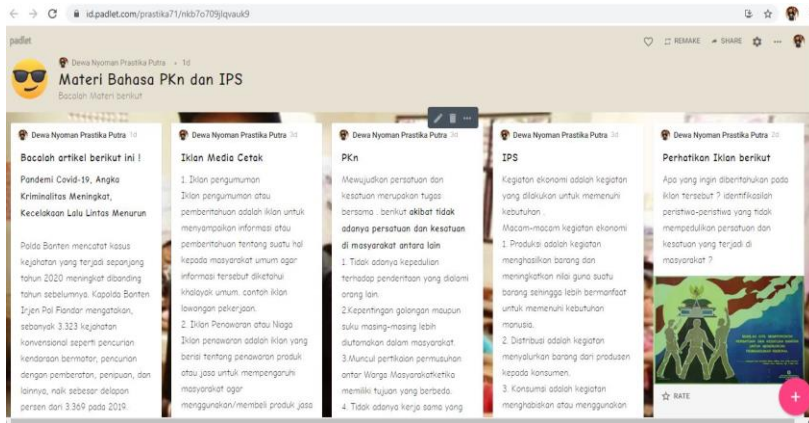 id.padlet.com/prastika71/nkb7o709jlqvauk9
padlet
REMAKE
SHARE
Dewa Nyoman Prastika Putra • 1d
Materi Bahasa PKn dan IPS
Bacalah Materi berikut
Dewa Nyoman Prastika Putra 1d
Bacalah artikel berikut ini !
Pandemi Covid-19, Angka
Kriminalitas Meningkat,
Kecelakaan Lalu Lintas Menurun
Polda Banten mencatat kasus
kejahatan yang terjadi sepanjang
tahun 2020 meningkat dibanding
tahun sebelumnya. Kapolda Banten
Irjen Pol Fiandar mengatakan,
sebanyak 3.323 kejahatan
konvensional seperti pencurian
kendaraan bermotor, pencurian
dengan pemberatan, penipuan, dan
lainnya, naik sebesar delapan
persen dari 3.369 pada 2019.
Dewa Nyoman Prastika Putra 3d
Iklan Media Cetak
1. Iklan pengumuman
Iklan pengumuman atau
pemberitahuan adalah iklan untuk
menyampaikan informasi atau
pemberitahuan tentang suatu hal
kepada masyarakat umum agar
informasi tersebut diketahui
khalayak umum. contoh iklan
lowongan pekerjaan.
2. Iklan Penawaran atau Niaga
Iklan penawaran adalah iklan yang
berisi tentang penawaran produk
atau jasa untuk mempengaruhi
masyarakat agar
menggunakan/membeli produk jasa
Dewa Nyoman Prastika Putra 3d
PKn
Mewujudkan persatuan dan
kesatuan merupakan tugas
bersama . berikut akibat tidak
adanya persatuan dan kesatuan
di masyarakat antara lain
1. Tidak adanya kepedulian
terhadap penderitaan yang dialami
orang lain.
2.Kepentingan golongan maupun
suku masing-masing lebih
diutamakan dalam masyarakat.
3.Muncul pertikaian permusuhan
antar Warga Masyarakatketika
memiliki tujuan yang berbeda.
4. Tidak adanya kerja sama yang
Dewa Nyoman Prastika Putra 3d
IPS
Kegiatan ekonomi adalah kegiatan
yang dilakukan untuk memenuhi
kebutuhan .
Macam-macam kegiatan ekonomi
1. Produksi adalah kegiatan
menghasilkan barang dan
meningkatkan nilai guna suatu
barang sehingga lebih bermanfaat
untuk memenuhi kebutuhan
manusia.
2. Distribusi adalah kegiatan
menyalurkan barang dari produsen
kepada konsumen.
3. Konsumsi adalah kegiatan
menghabiskan atau menggunakan
Dewa Nyoman Prastika Putra 2d
Perhatikan Iklan berikut
Apa yang ingin diberitahukan pada
iklan tersebut ? identifikasilah
peristiwa-peristiwa yang tidak
mempedulikan persatuan dan
kesatuan yang terjadi di
masyarakat ?
RATE